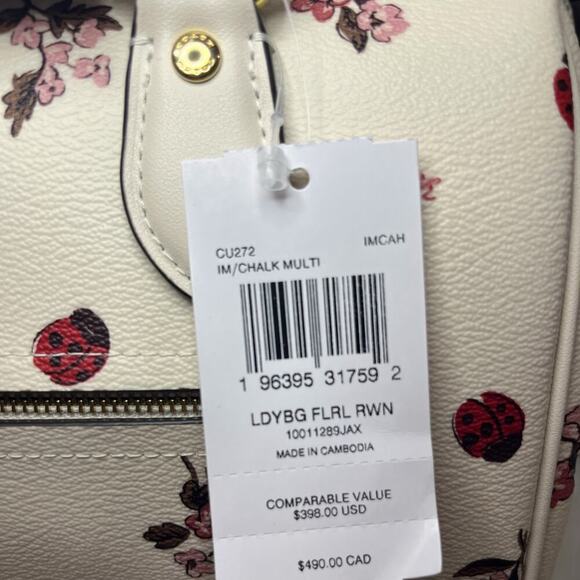 CU272 IMCAH
IM/CHALK MULTI
1 96395 31759 2
LDYBG FLRL RWN
10011289JAX
MADE IN CAMBODIA
COMPARABLE VALUE
$398.00 USD
$490.00 CAD